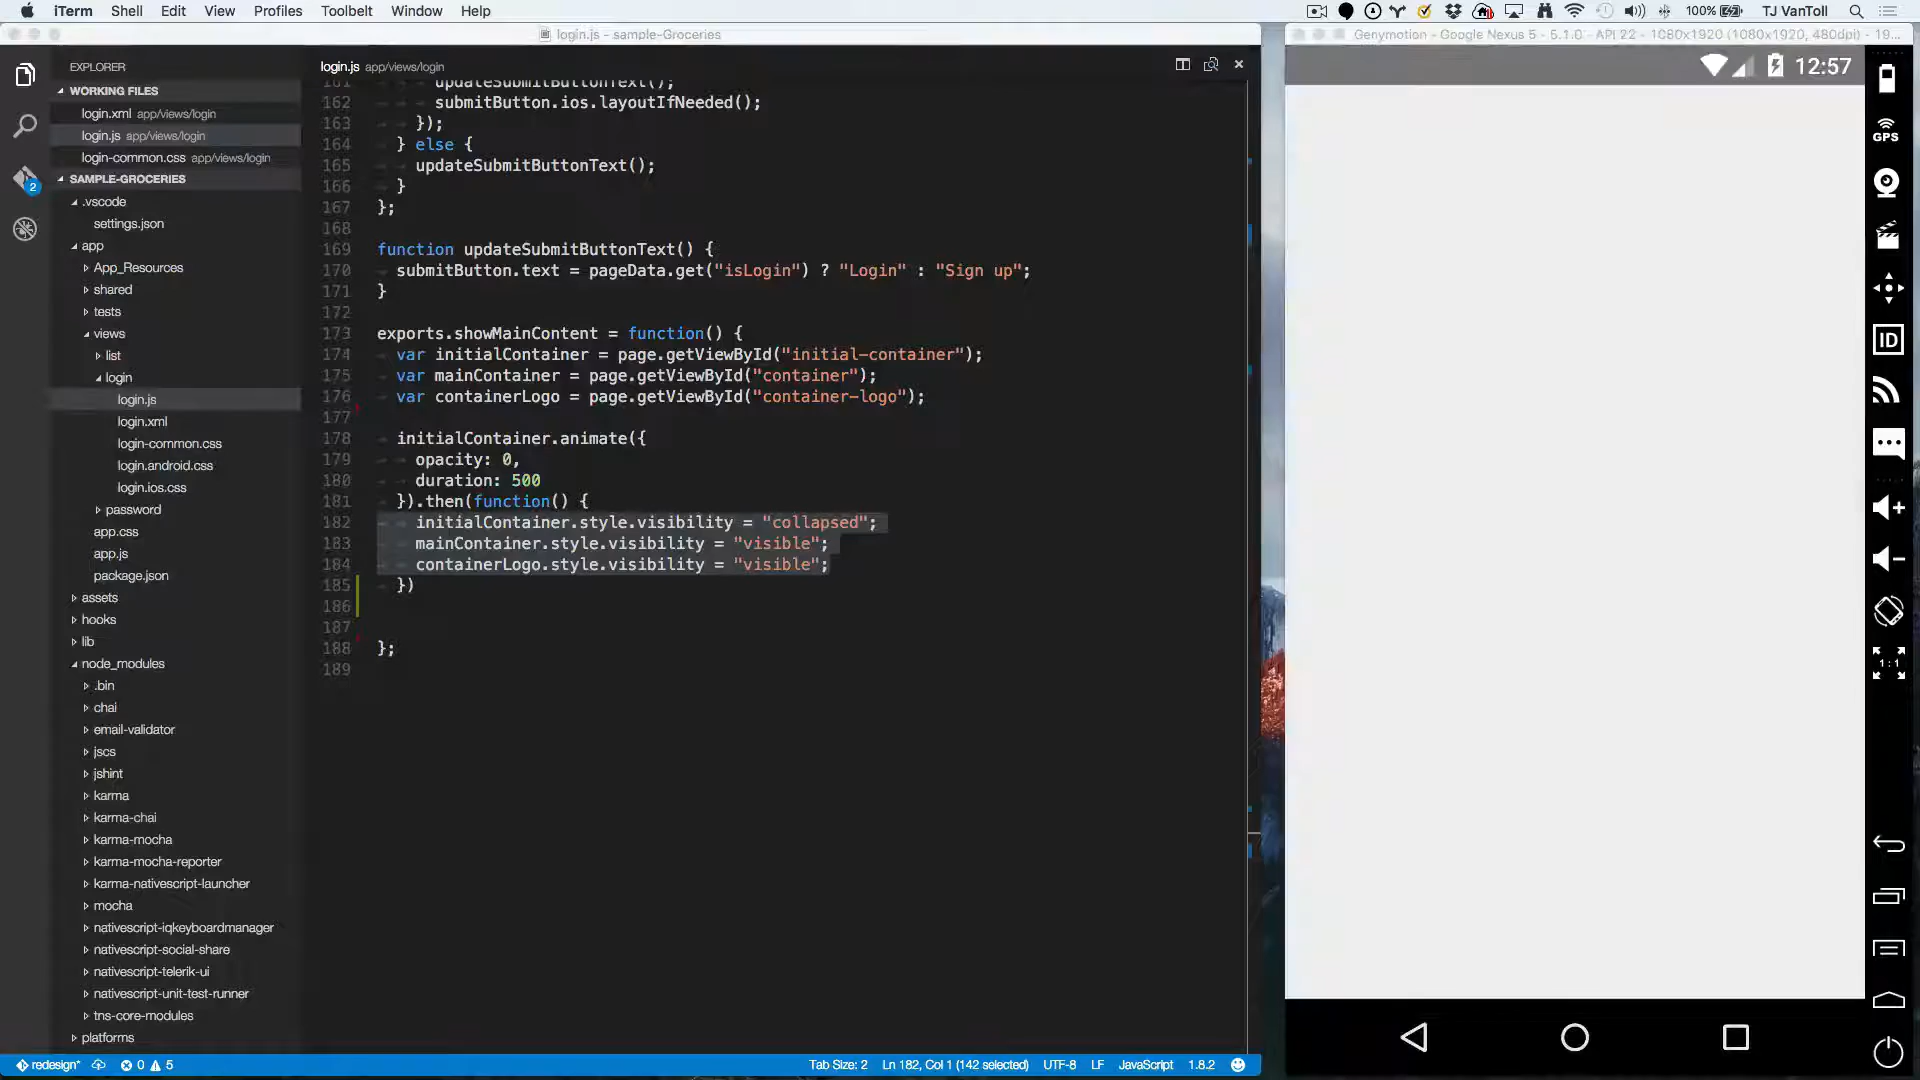 iTerm Shell Edit View Profiles Toolbelt Window Help
100% TJ VanToll
login.js - sample-Groceries
Genymotion - Google Nexus 5 - 5.1.0 - API 22 - 1080x1920 (1080x1920, 480dpi) - 19...
12:57
EXPLORER
WORKING FILES
login.xml app/views/login
login.js app/views/login
login-common.css app/views/login
SAMPLE-GROCERIES
.vscode
settings.json
app
App_Resources
shared
tests
views
list
login
login.js
login.xml
login-common.css
login.android.css
login.ios.css
password
app.css
app.js
package.json
assets
hooks
lib
node_modules
.bin
chai
email-validator
jscs
jshint
karma
karma-chai
karma-mocha
karma-mocha-reporter
karma-nativescript-launcher
mocha
nativescript-iqkeyboardmanager
nativescript-social-share
nativescript-telerik-ui
nativescript-unit-test-runner
tns-core-modules
platforms
2
login.js app/views/login
161 updateSubmitButtonText();
162 submitButton.ios.layoutIfNeeded();
163 });
164 } else {
165 updateSubmitButtonText();
166 }
167 };
168
169 function updateSubmitButtonText() {
170 submitButton.text = pageData.get("isLogin") ? "Login" : "Sign up";
171 }
172
173 exports.showMainContent = function() {
174 var initialContainer = page.getViewById("initial-container");
175 var mainContainer = page.getViewById("container");
176 var containerLogo = page.getViewById("container-logo");
177
178 initialContainer.animate({
179 opacity: 0,
180 duration: 500
181 }).then(function() {
182 initialContainer.style.visibility = "collapsed";
183 mainContainer.style.visibility = "visible";
184 containerLogo.style.visibility = "visible";
185 })
186
187
188 };
189
GPS
ID
1:1
redesign* 0 5
Tab Size: 2 Ln 182, Col 1 (142 selected) UTF-8 LF JavaScript 1.8.2